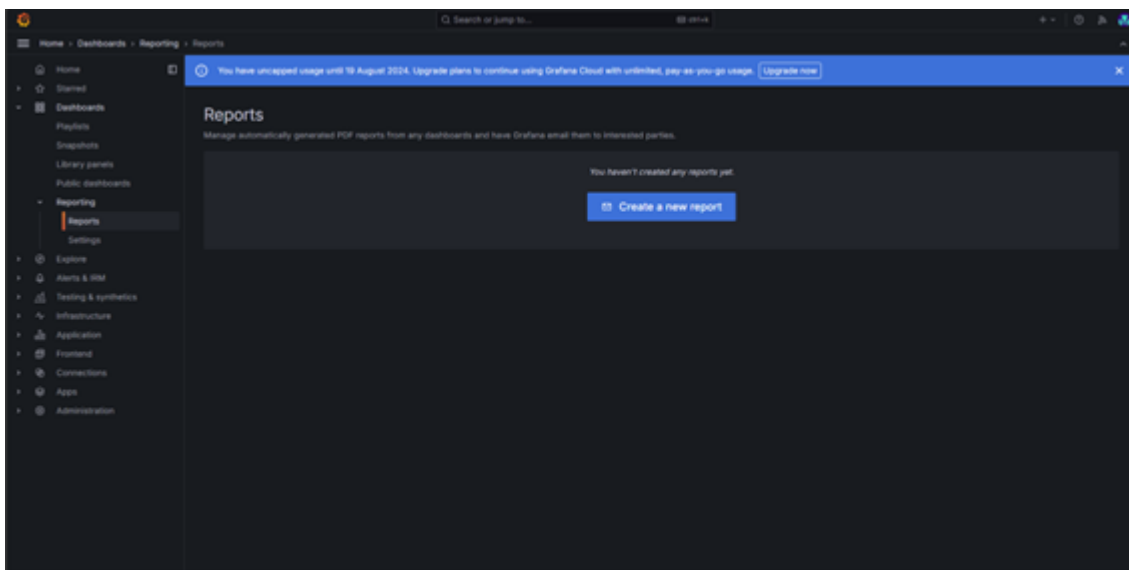 Search or jump to...
ctrl+k
Home › Dashboards › Reporting › Reports
Home
Starred
Dashboards
Playlists
Snapshots
Library panels
Public dashboards
Reporting
Reports
Settings
Explore
Alerts & IRM
Testing & synthetics
Infrastructure
Application
Frontend
Connections
Apps
Administration
You have uncapped usage until 19 August 2024. Upgrade plans to continue using Grafana Cloud with unlimited, pay-as-you-go usage. Upgrade now
Reports
Manage automatically generated PDF reports from any dashboards and have Grafana email them to interested parties.
You haven't created any reports yet.
Create a new report